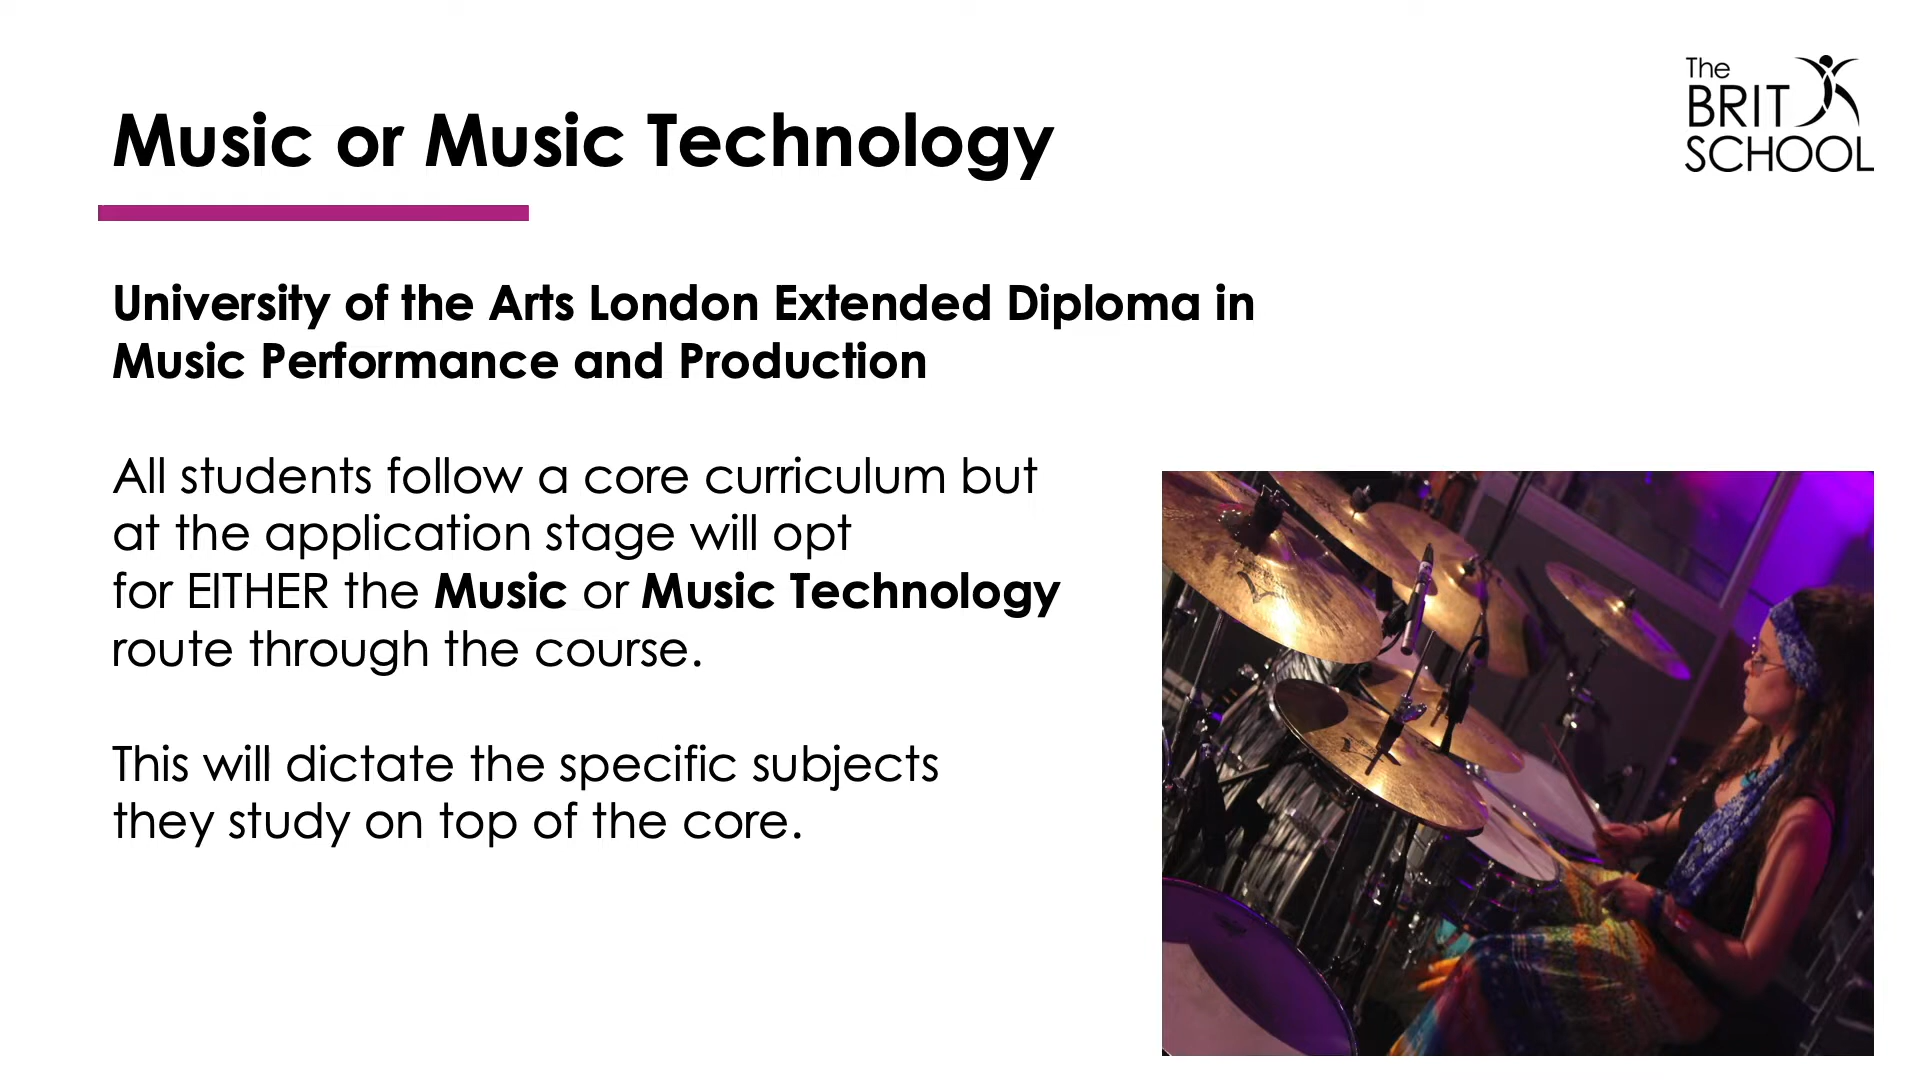 Music or Music Technology
The
BRIT
SCHOOL
University of the Arts London Extended Diploma in
Music Performance and Production
All students follow a core curriculum but
at the application stage will opt
for EITHER the Music or Music Technology
route through the course.
This will dictate the specific subjects
they study on top of the core.